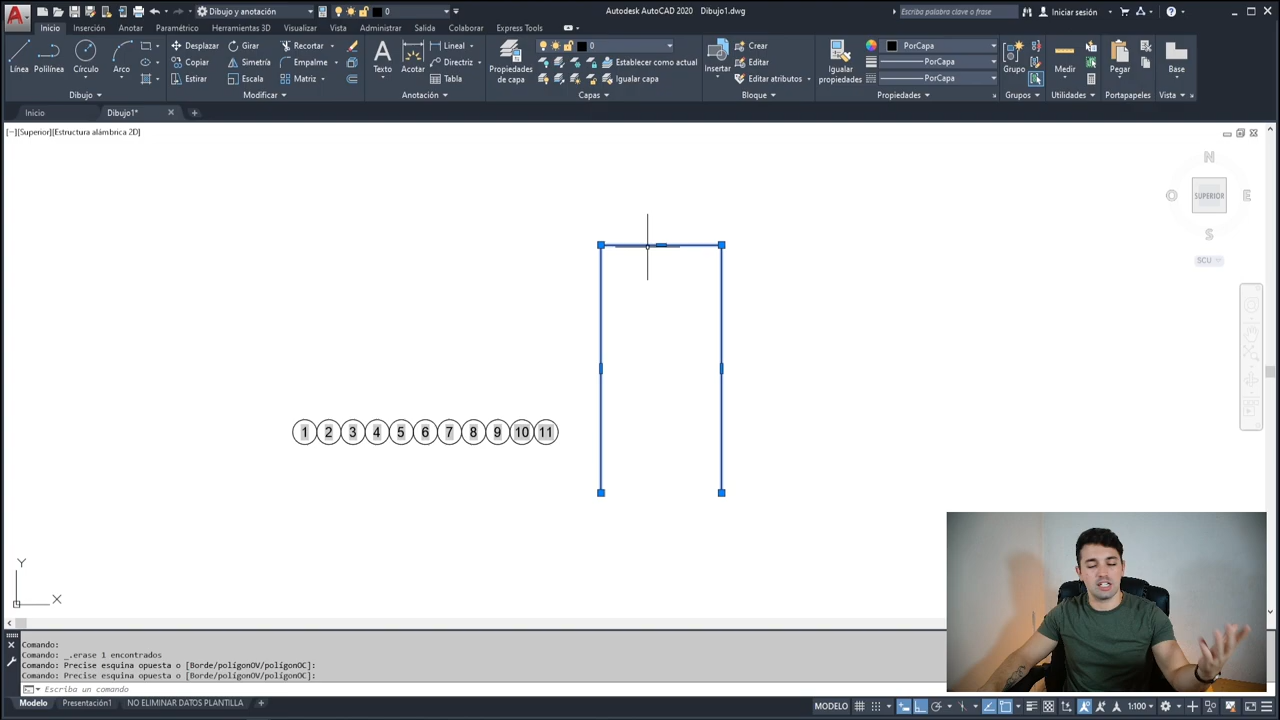 Dibujo y anotación
0
Autodesk AutoCAD 2020 Dibujo1.dwg
Escriba palabra clave o frase
Iniciar sesión
Inicio Inserción Anotar Paramétrico Herramientas 3D Visualizar Vista Administrar Salida Colaborar Express Tools
Línea
Polilínea
Círculo
Arco
Dibujo
Desplazar Girar Recortar
Copiar Simetría Empalme
Estirar Escala Matriz
Modificar
Texto
Acotar
Lineal
Directriz
Tabla
Anotación
Propiedades
de capa
0
Establecer como actual
Igualar capa
Capas
Insertar
Crear
Editar
Editar atributos
Bloque
Igualar
propiedades
PorCapa
PorCapa
PorCapa
Propiedades
Grupo
Grupos
Medir
Utilidades
Pegar
Portapapeles
Base
Vista
Inicio Dibujo1*
[−][Superior][Estructura alámbrica 2D]
N
O SUPERIOR E
S
SCU
1 2 3 4 5 6 7 8 9 10 11
Y
X
Comando:
Comando: _.erase 1 encontrados
Comando: Precise esquina opuesta o [Borde/polígonOV/polígonOC]:
Comando: Precise esquina opuesta o [Borde/polígonOV/polígonOC]:
Escriba un comando
Modelo Presentación1 NO ELIMINAR DATOS PLANTILLA +
MODELO 1:100